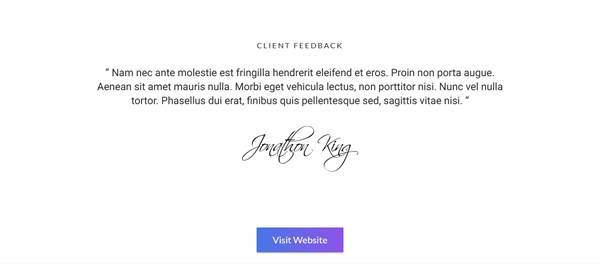 CLIENT FEEDBACK
“ Nam nec ante molestie est fringilla hendrerit eleifend et eros. Proin non porta augue.
Aenean sit amet mauris nulla. Morbi eget vehicula lectus, non porttitor nisi. Nunc vel nulla
tortor. Phasellus dui erat, finibus quis pellentesque sed, sagittis vitae nisi. “
Jonathon King
Visit Website